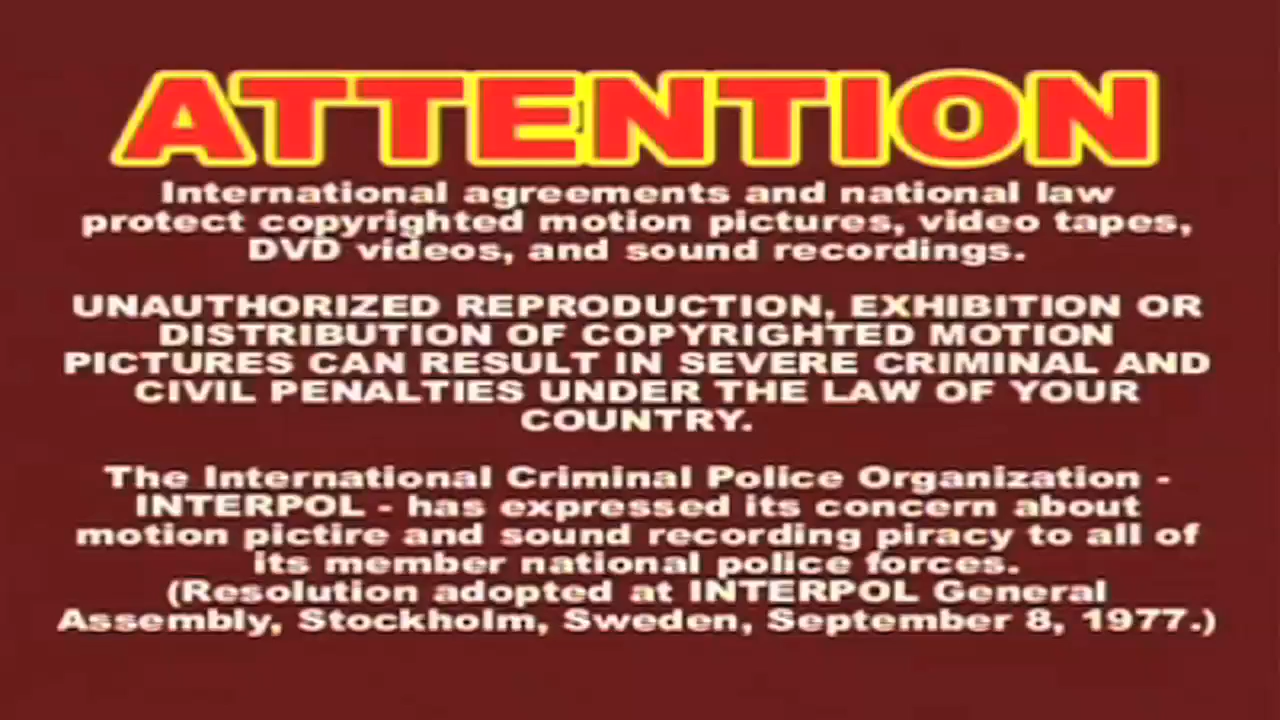 ATTENTION
International agreements and national law
protect copyrighted motion pictures, video tapes,
DVD videos, and sound recordings.
UNAUTHORIZED REPRODUCTION, EXHIBITION OR
DISTRIBUTION OF COPYRIGHTED MOTION
PICTURES CAN RESULT IN SEVERE CRIMINAL AND
CIVIL PENALTIES UNDER THE LAW OF YOUR
COUNTRY.
The International Criminal Police Organization -
INTERPOL - has expressed its concern about
motion pictire and sound recording piracy to all of
its member national police forces.
(Resolution adopted at INTERPOL General
Assembly, Stockholm, Sweden, September 8, 1977.)